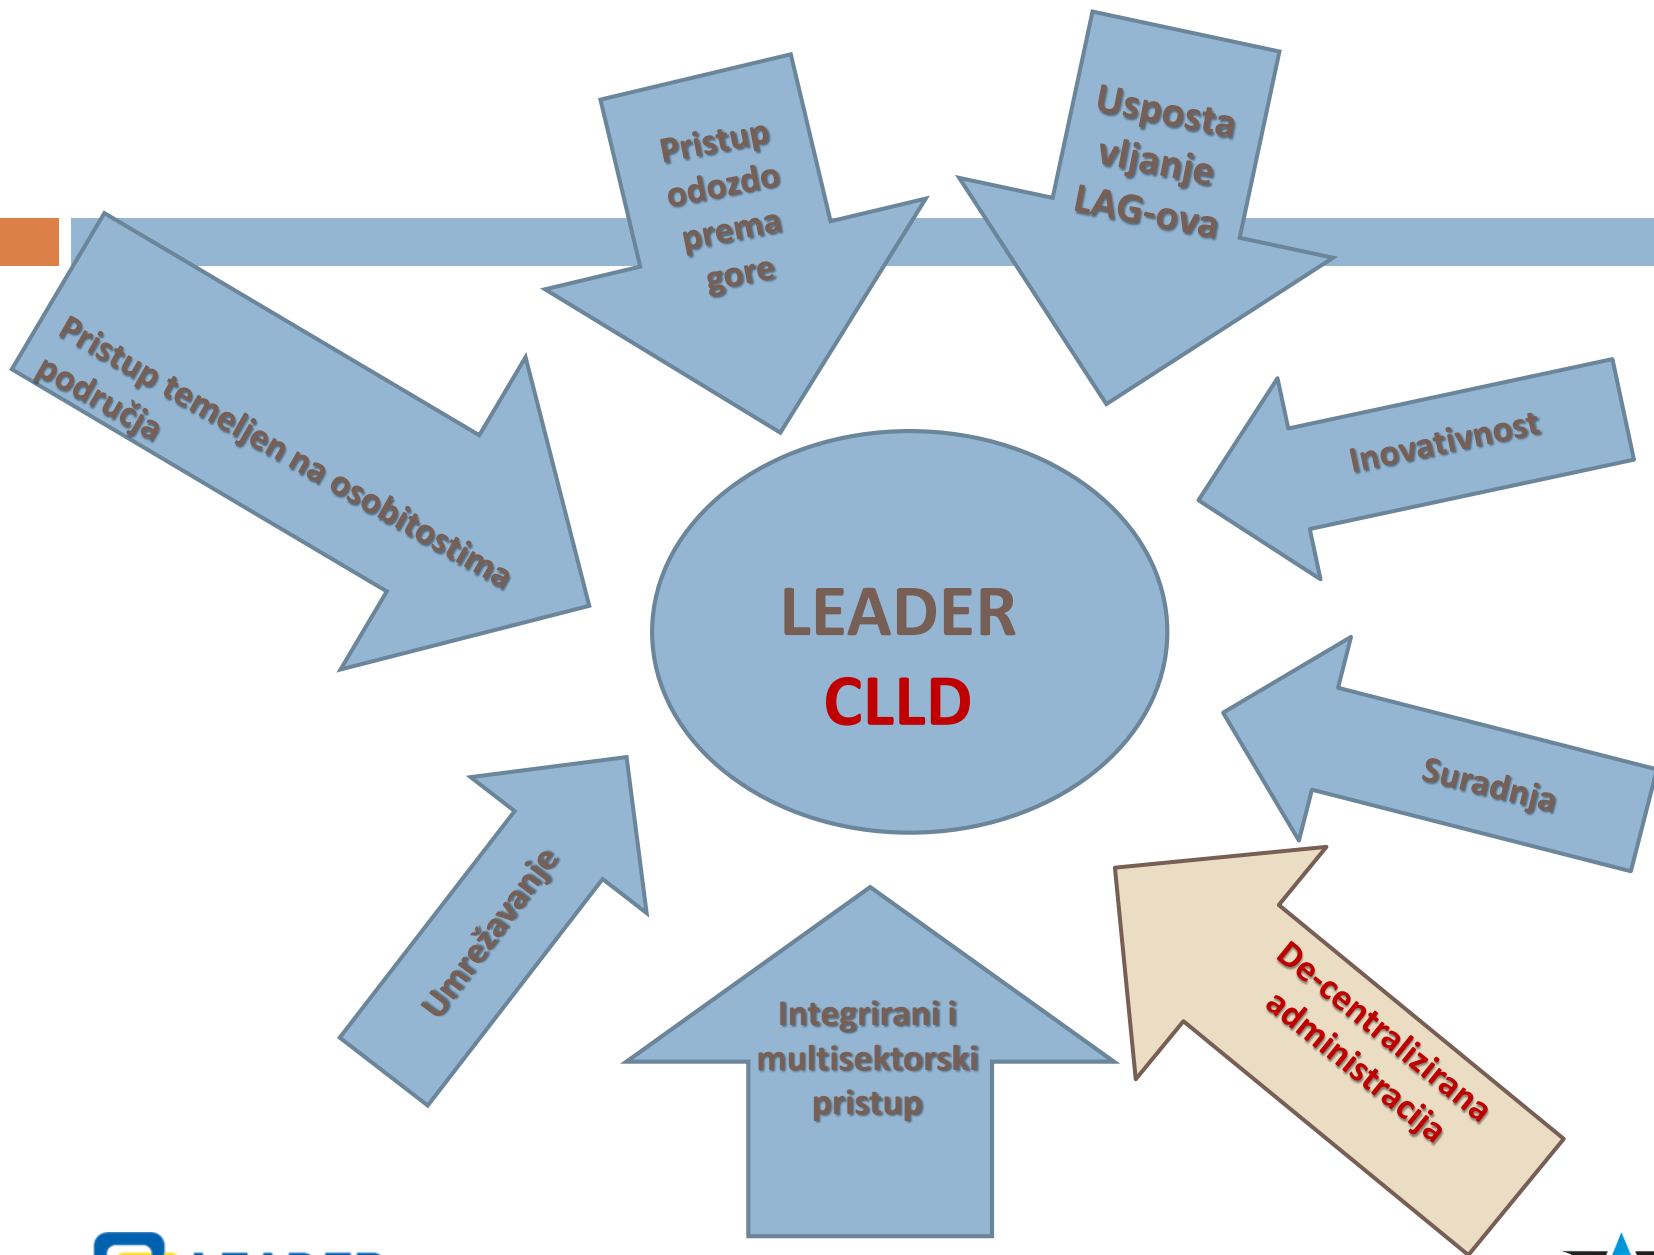 Pristup
odozdo
prema
gore
Usposta
vljanje
LAG-ova
Pristup temeljen na osobitostima
područja
Inovativnost
LEADER
CLLD
Suradnja
Umrežavanje
Integrirani i
multisektorski
pristup
De-centralizirana
administracija
LEADER